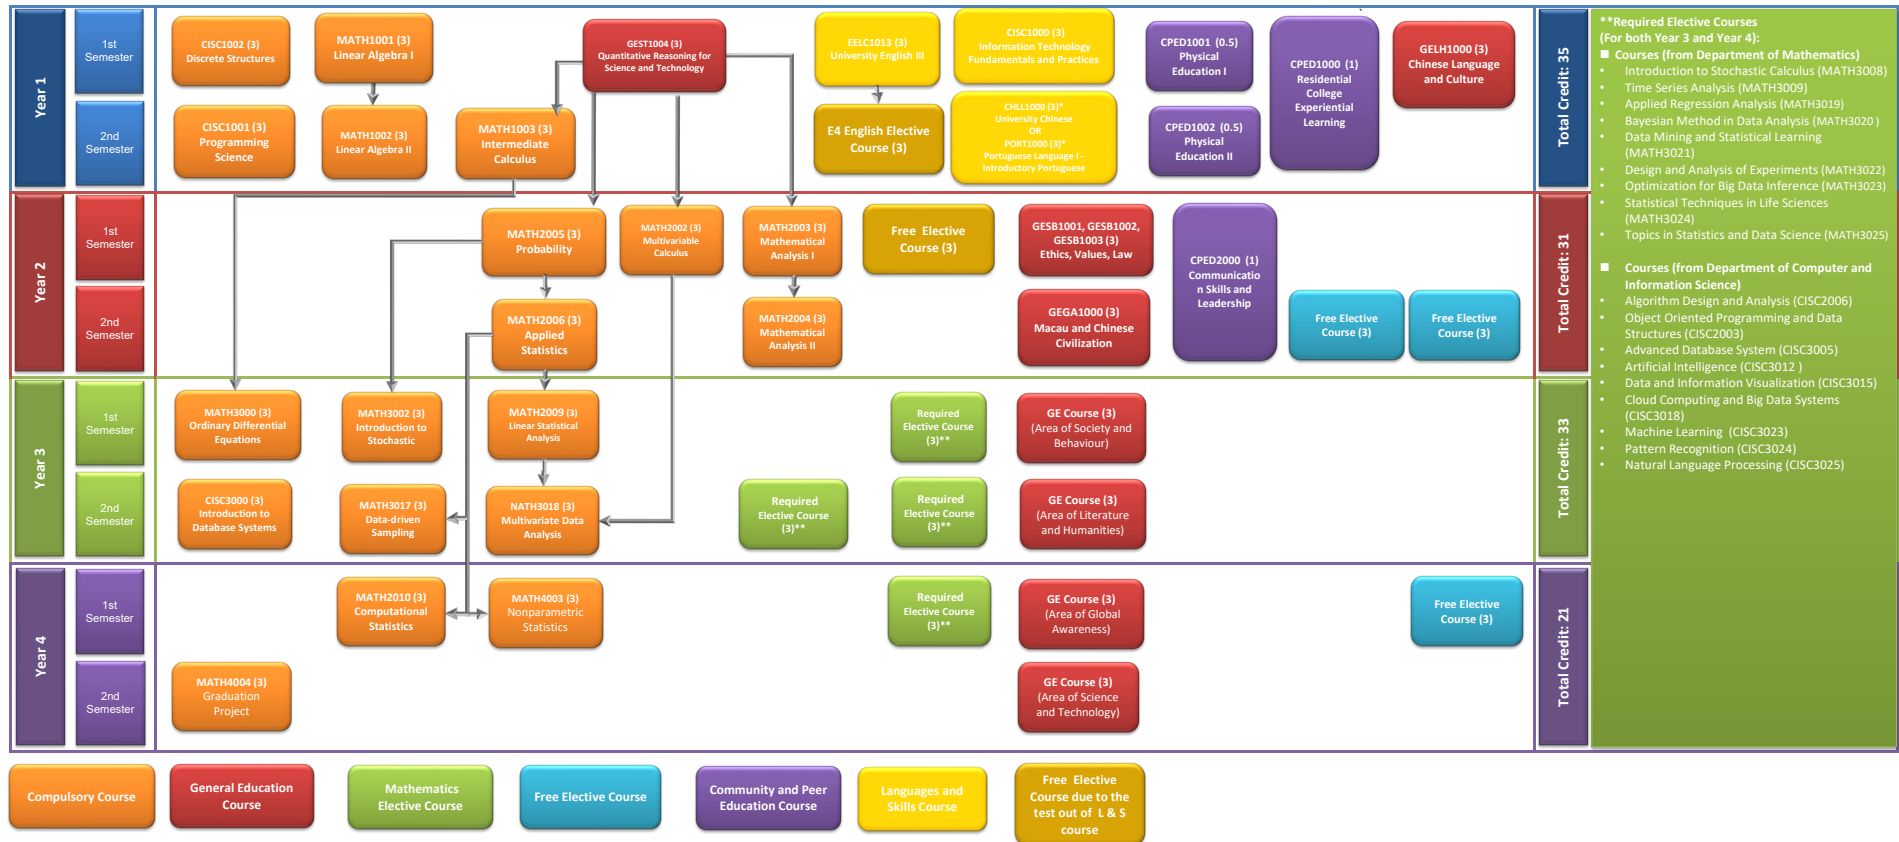 Year 1
1st
Semester
2nd
Semester
CISC1002 (3)
Discrete Structures
MATH1001 (3)
Linear Algebra I
GEST1004 (3)
Quantitative Reasoning for
Science and Technology
EELC1013 (3)
University English III
CISC1000 (3)
Information Technology
Fundamentals and Practices
CPED1001 (0.5)
Physical
Education I
CPED1000 (1)
Residential
College
Experiential
Learning
GELH1000 (3)
Chinese Language
and Culture
CISC1001 (3)
Programming
Science
MATH1002 (3)
Linear Algebra II
MATH1003 (3)
Intermediate
Calculus
E4 English Elective
Course (3)
CHLL1000 (3)*
University Chinese
OR
PORT1000 (3)*
Portuguese Language I -
Introductory Portuguese
CPED1002 (0.5)
Physical
Education II
Total Credit: 35
Year 2
1st
Semester
2nd
Semester
MATH2005 (3)
Probability
MATH2002 (3)
Multivariable
Calculus
MATH2003 (3)
Mathematical
Analysis I
Free Elective
Course (3)
GESB1001, GESB1002,
GESB1003 (3)
Ethics, Values, Law
CPED2000 (1)
Communicatio
n Skills and
Leadership
MATH2006 (3)
Applied
Statistics
MATH2004 (3)
Mathematical
Analysis II
GEGA1000 (3)
Macau and Chinese
Civilization
Free Elective
Course (3)
Free Elective
Course (3)
Total Credit: 31
Year 3
1st
Semester
2nd
Semester
MATH3000 (3)
Ordinary Differential
Equations
MATH3002 (3)
Introduction to
Stochastic
MATH2009 (3)
Linear Statistical
Analysis
Required
Elective Course
(3)**
GE Course (3)
(Area of Society and
Behaviour)
CISC3000 (3)
Introduction to
Database Systems
MATH3017 (3)
Data-driven
Sampling
NATH3018 (3)
Multivariate Data
Analysis
Required
Elective Course
(3)**
Required
Elective Course
(3)**
GE Course (3)
(Area of Literature
and Humanities)
Total Credit: 33
Year 4
1st
Semester
2nd
Semester
MATH2010 (3)
Computational
Statistics
MATH4003 (3)
Nonparametric
Statistics
Required
Elective Course
(3)**
GE Course (3)
(Area of Global
Awareness)
Free Elective
Course (3)
MATH4004 (3)
Graduation
Project
GE Course (3)
(Area of Science
and Technology)
Total Credit: 21
**Required Elective Courses
(For both Year 3 and Year 4):
■ Courses (from Department of Mathematics)
• Introduction to Stochastic Calculus (MATH3008)
• Time Series Analysis (MATH3009)
• Applied Regression Analysis (MATH3019)
• Bayesian Method in Data Analysis (MATH3020 )
• Data Mining and Statistical Learning
(MATH3021)
• Design and Analysis of Experiments (MATH3022)
• Optimization for Big Data Inference (MATH3023)
• Statistical Techniques in Life Sciences
(MATH3024)
• Topics in Statistics and Data Science (MATH3025)
■ Courses (from Department of Computer and
Information Science)
• Algorithm Design and Analysis (CISC2006)
• Object Oriented Programming and Data
Structures (CISC2003)
• Advanced Database System (CISC3005)
• Artificial Intelligence (CISC3012 )
• Data and Information Visualization (CISC3015)
• Cloud Computing and Big Data Systems
(CISC3018)
• Machine Learning (CISC3023)
• Pattern Recognition (CISC3024)
• Natural Language Processing (CISC3025)
Compulsory Course
General Education
Course
Mathematics
Elective Course
Free Elective Course
Community and Peer
Education Course
Languages and
Skills Course
Free Elective
Course due to the
test out of L & S
course